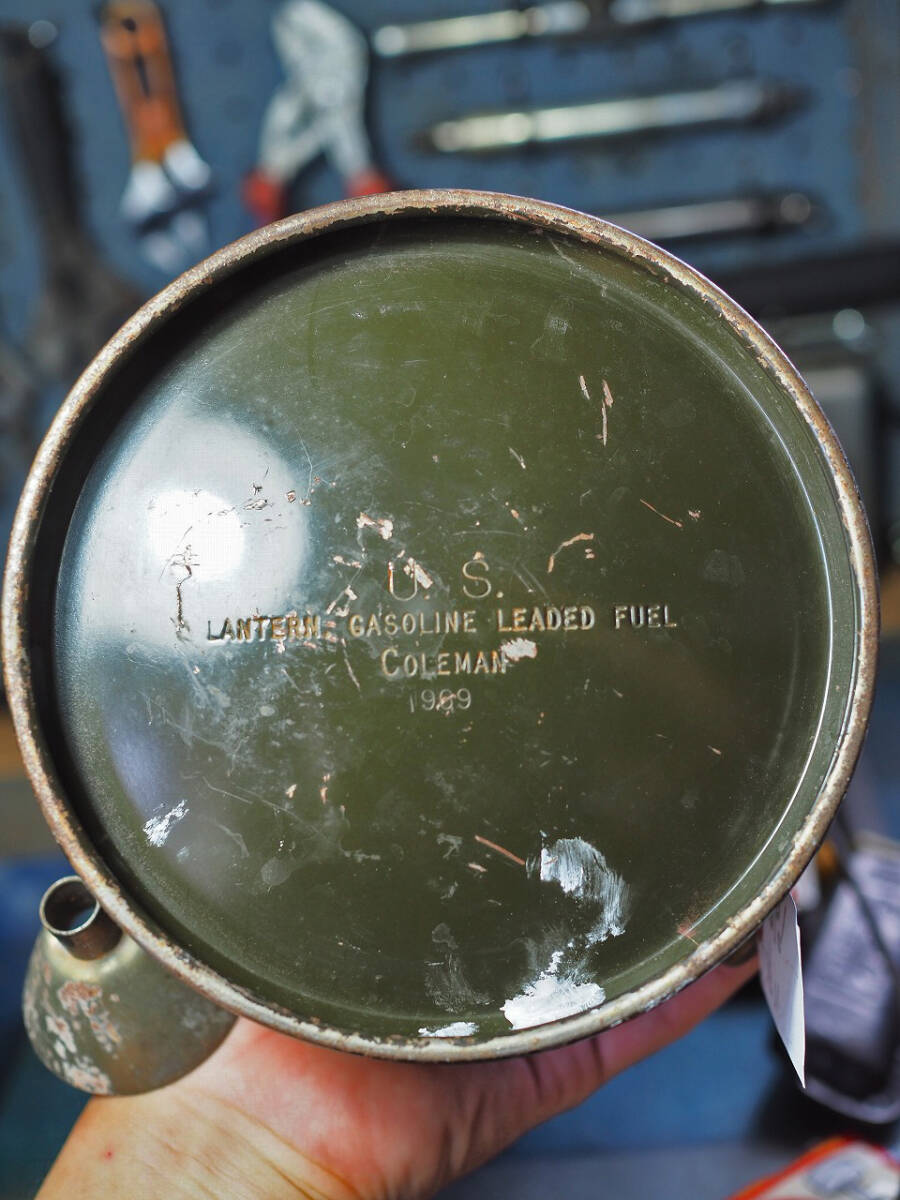 U. S.
LANTERN GASOLINE LEADED FUEL
COLEMAN
1969